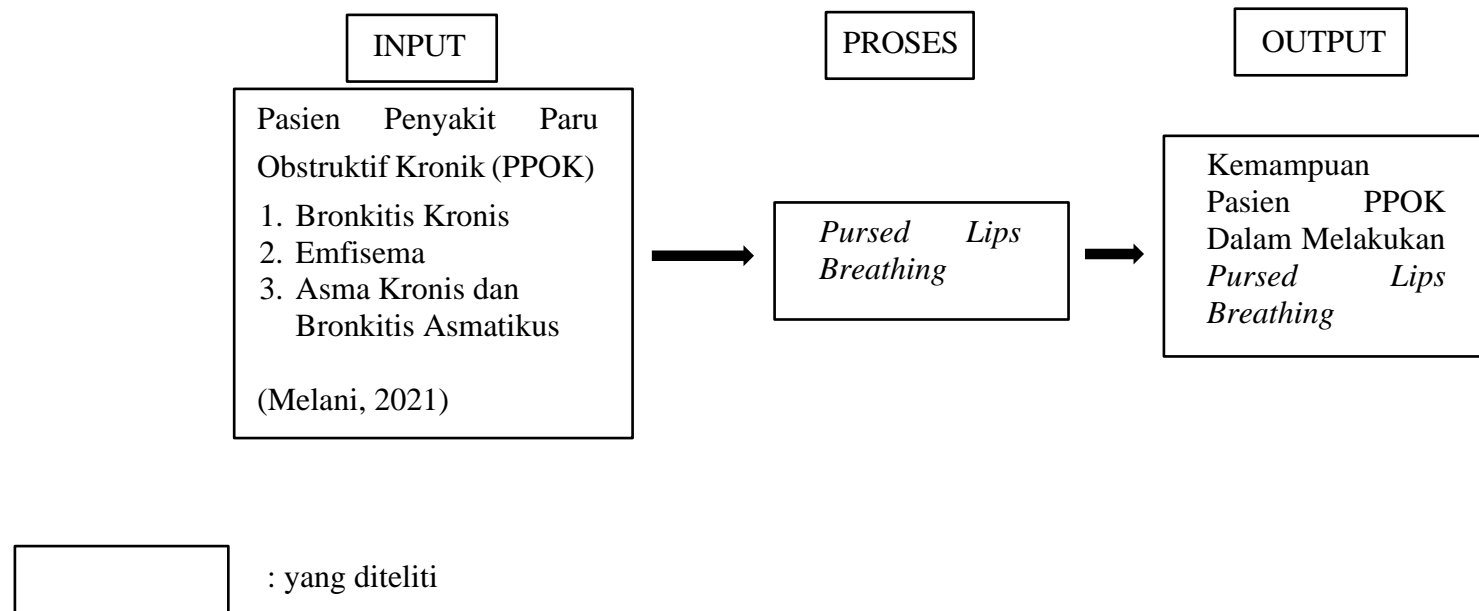 INPUT
PROSES
OUTPUT
Pasien Penyakit Paru
Obstruktif Kronik (PPOK)
1. Bronkitis Kronis
2. Emfisema
3. Asma Kronis dan
Bronkitis Asmatikus
(Melani, 2021)
Pursed Lips
Breathing
Kemampuan
Pasien PPOK
Dalam Melakukan
Pursed Lips
Breathing
: yang diteliti